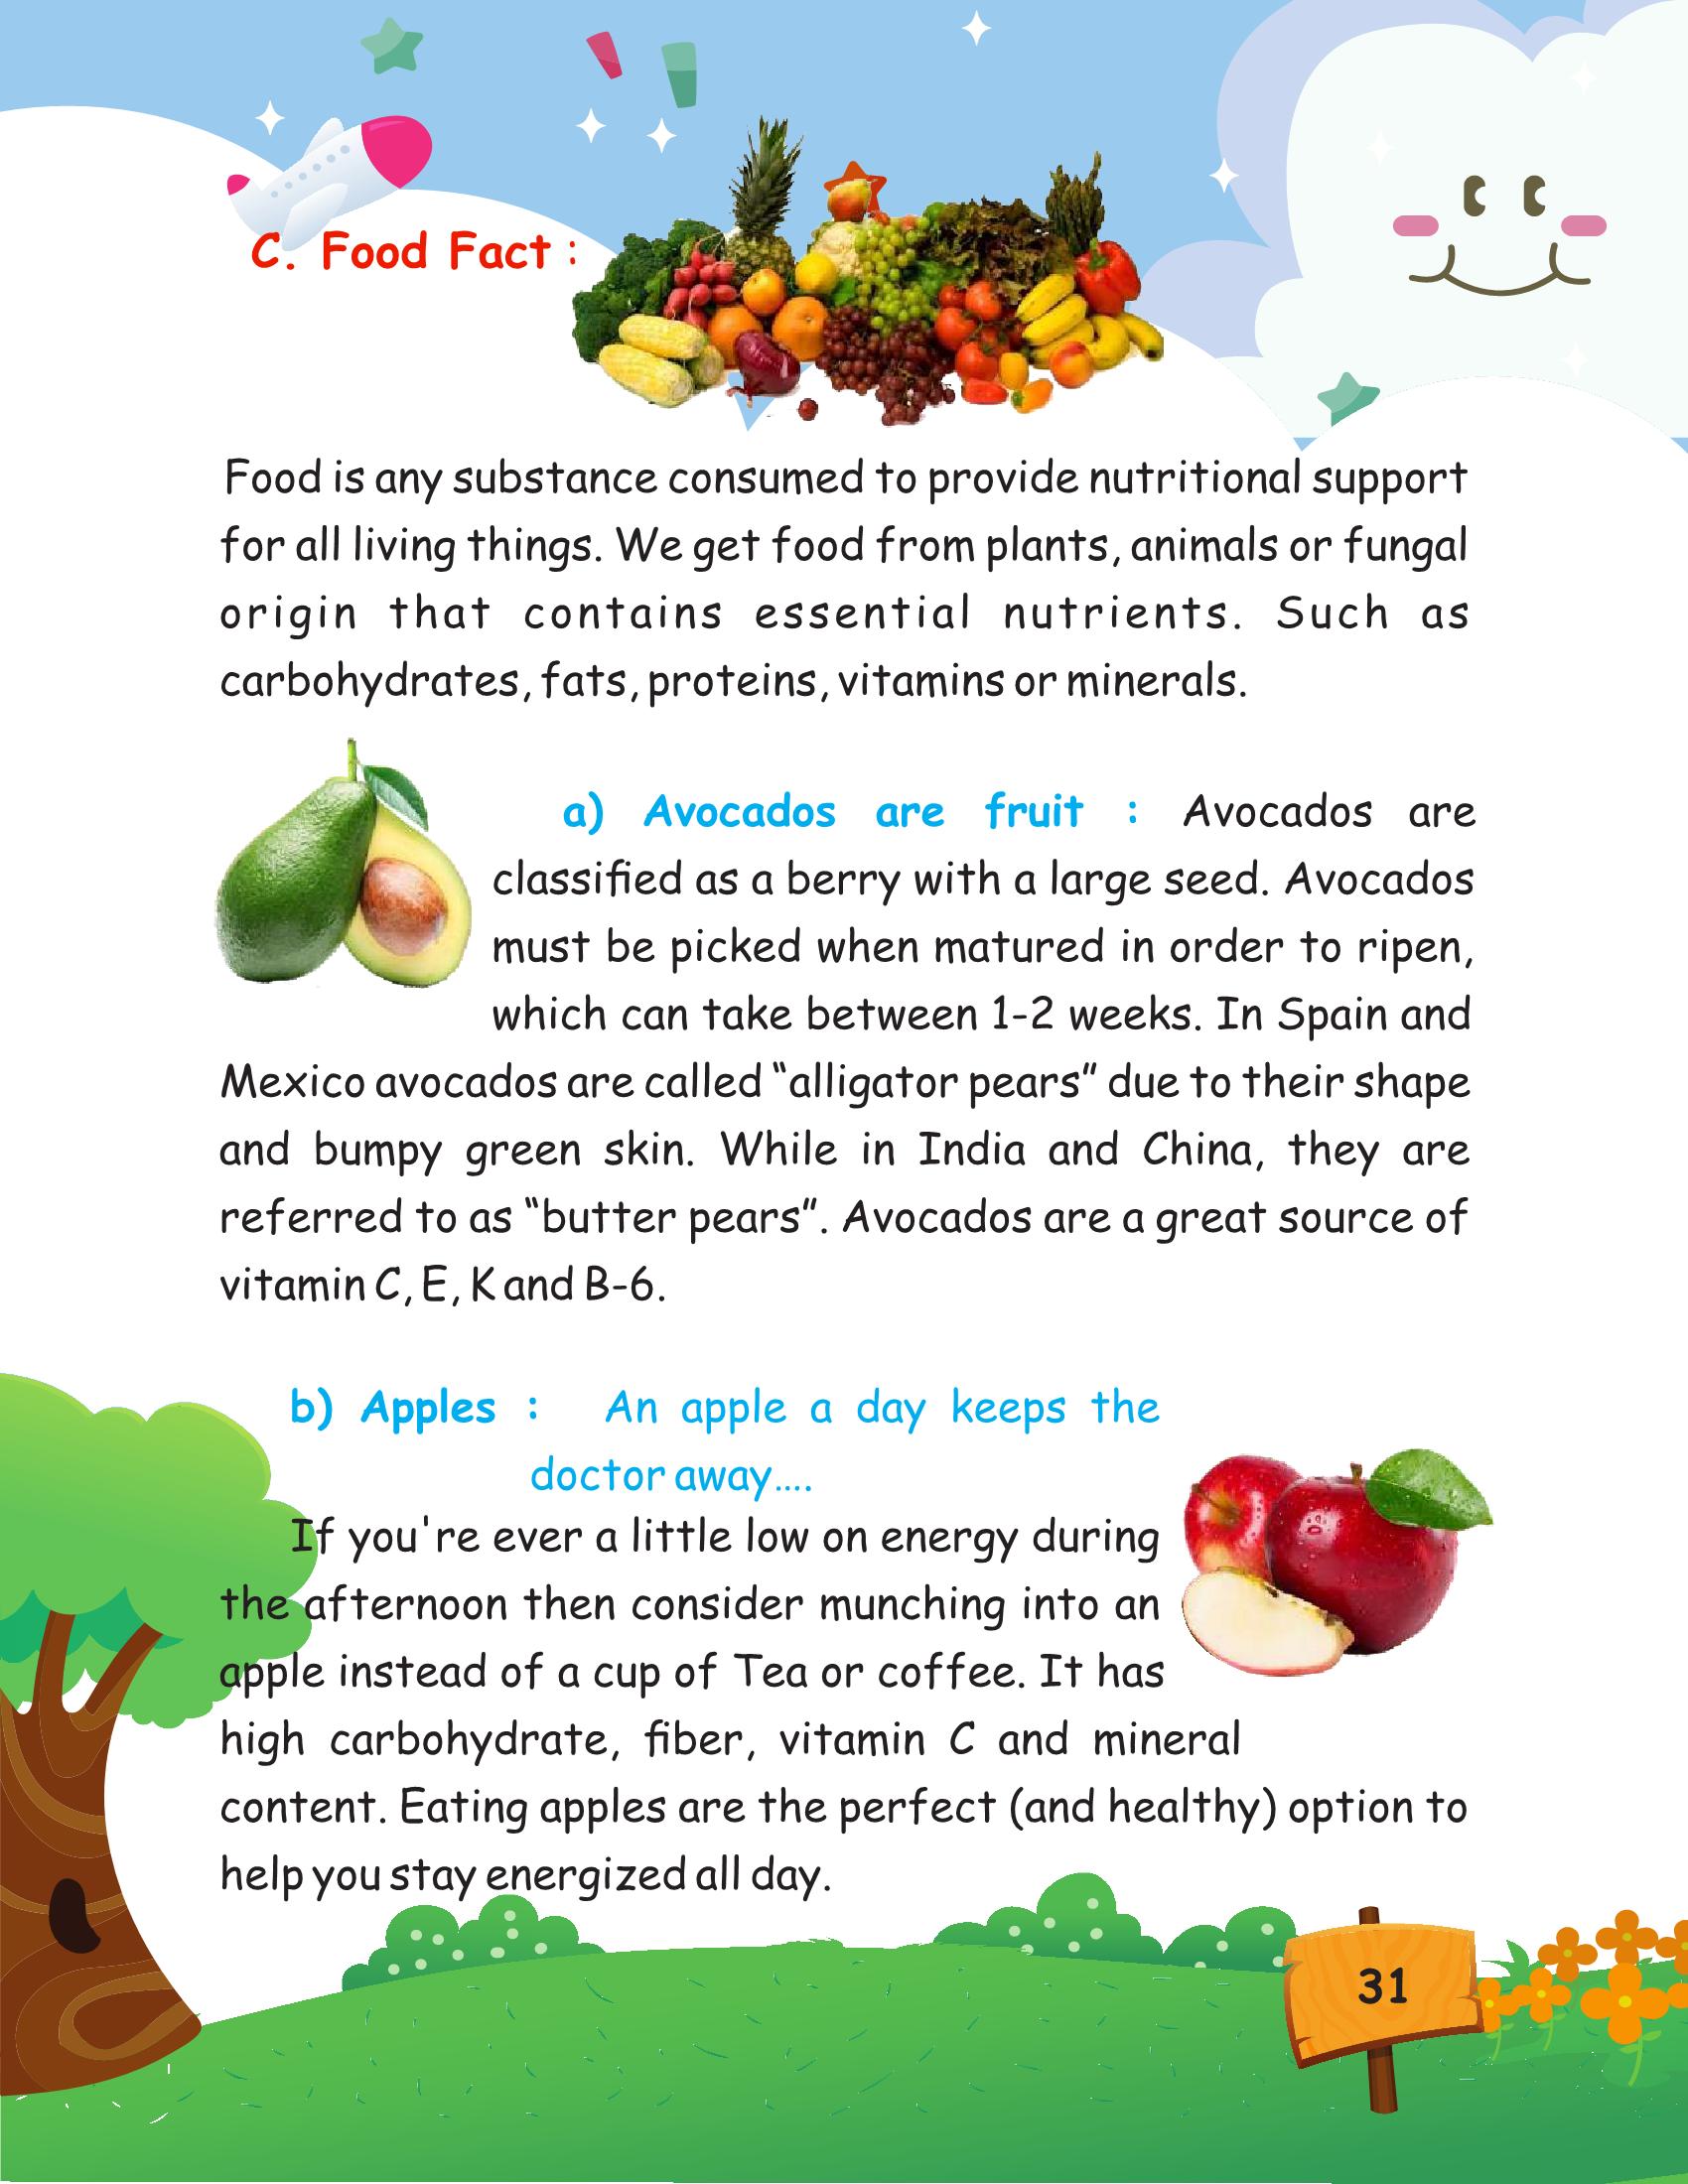 C. Food Fact :
Food is any substance consumed to provide nutritional support
for all living things. We get food from plants, animals or fungal
origin that contains essential nutrients. Such as
carbohydrates, fats, proteins, vitamins or minerals.
a) Avocados are fruit : Avocados are
classified as a berry with a large seed. Avocados
must be picked when matured in order to ripen,
which can take between 1-2 weeks. In Spain and
Mexico avocados are called “alligator pears” due to their shape
and bumpy green skin. While in India and China, they are
referred to as “butter pears”. Avocados are a great source of
vitamin C, E, K and B-6.
b) Apples : An apple a day keeps the
doctor away....
If you're ever a little low on energy during
the afternoon then consider munching into an
apple instead of a cup of Tea or coffee. It has
high carbohydrate, fiber, vitamin C and mineral
content. Eating apples are the perfect (and healthy) option to
help you stay energized all day.
31